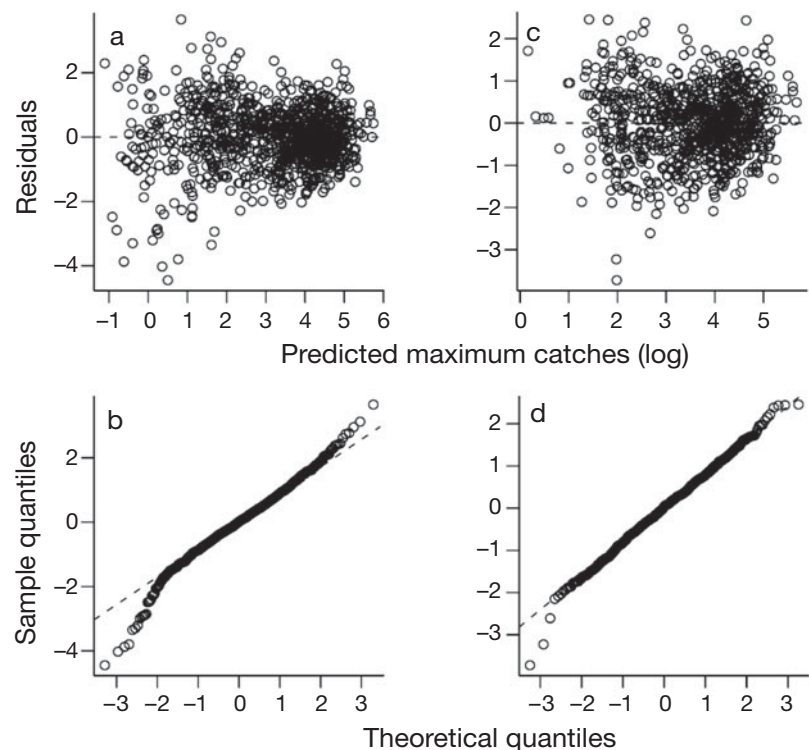 a
c
2
0
−2
−4
Residuals
2
1
0
−1
−2
−3
−1 0 1 2 3 4 5 6
0 1 2 3 4 5
Predicted maximum catches (log)
b
d
2
0
−2
−4
Sample quantiles
2
1
0
−1
−2
−3
−3 −2 −1 0 1 2 3
−3 −2 −1 0 1 2 3
Theoretical quantiles